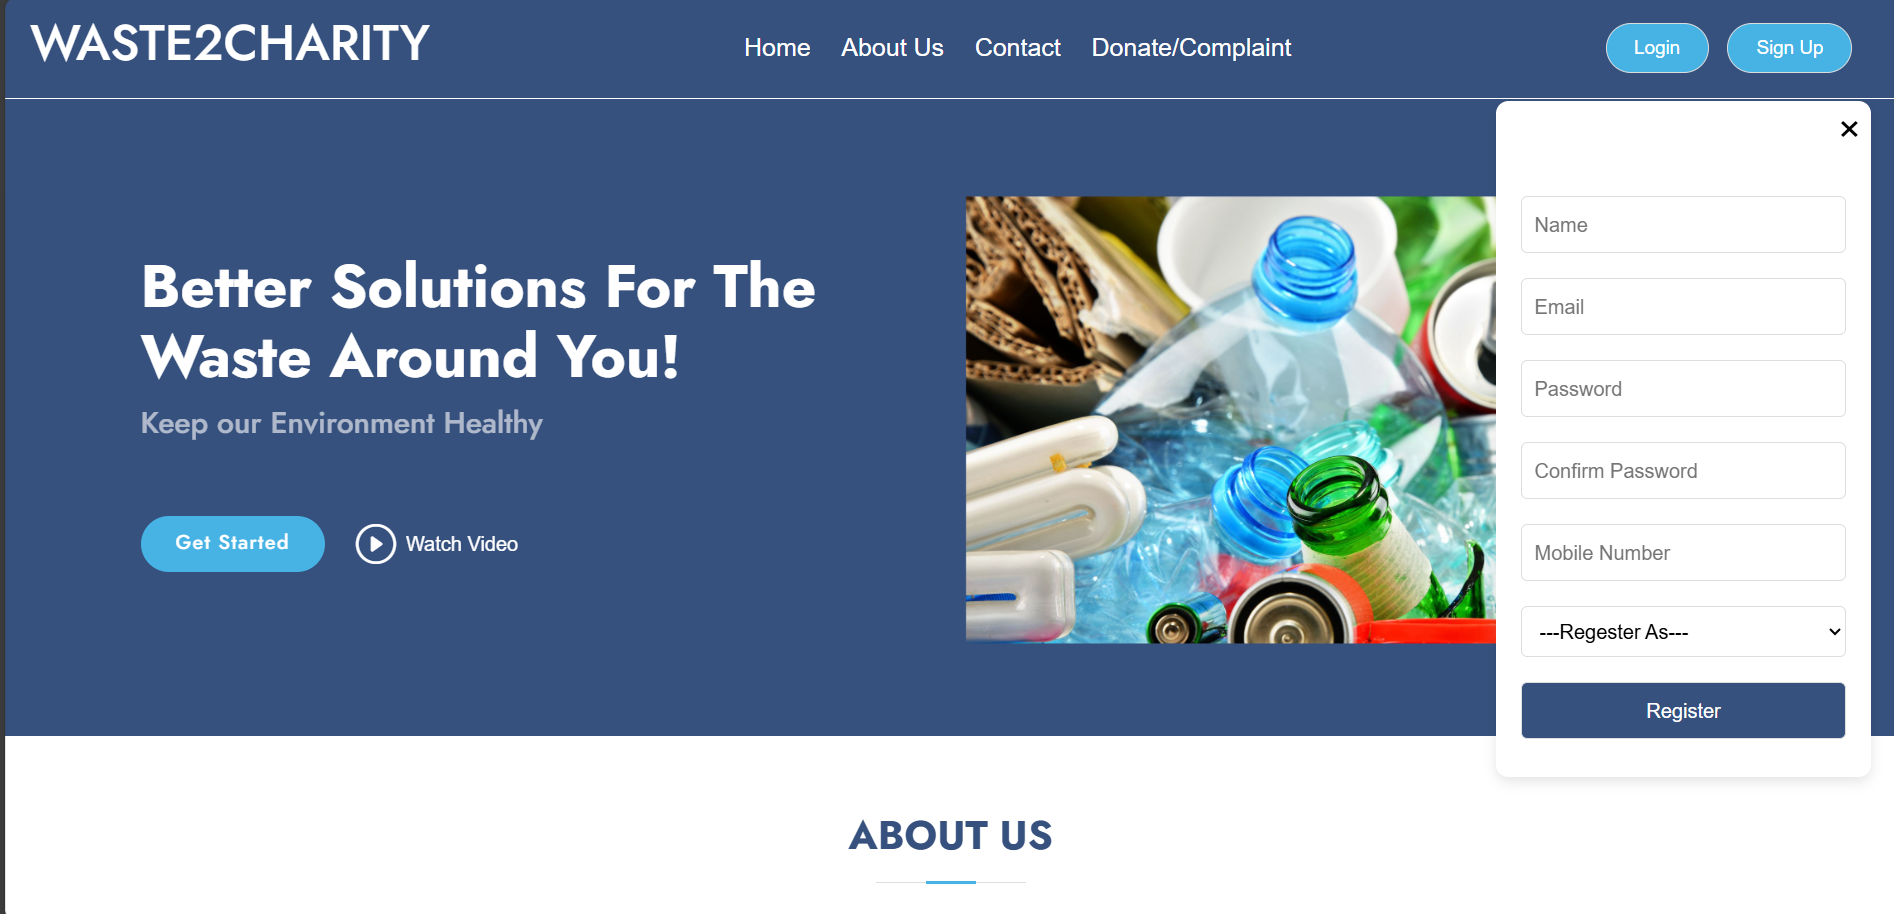 WASTE2CHARITY
Home About Us Contact Donate/Complaint
Login Sign Up
Better Solutions For The
Waste Around You!
Keep our Environment Healthy
Get Started
Watch Video
Name
Email
Password
Confirm Password
Mobile Number
---Regester As---
Register
ABOUT US